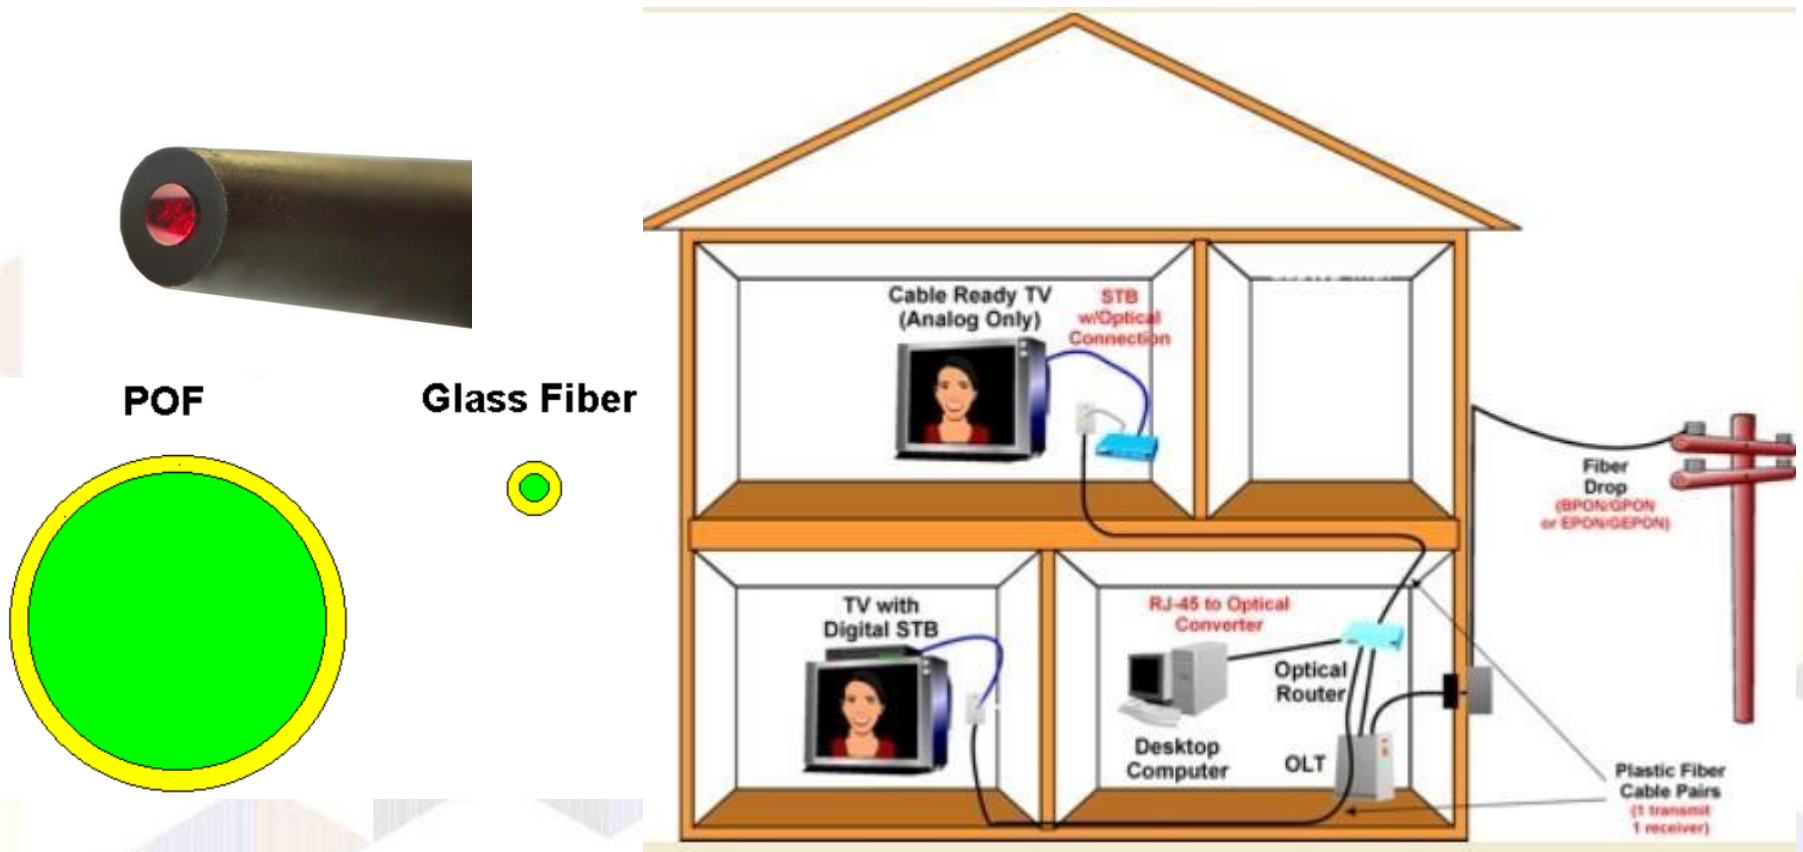 POF
Glass Fiber
Cable Ready TV
(Analog Only)
STB
w/Optical
Connection
Fiber
Drop
(BPON/GPON
or EPON/GEPON)
TV with
Digital STB
RJ-45 to Optical
Converter
Optical
Router
Desktop
Computer
OLT
Plastic Fiber
Cable Pairs
(1 transmit
1 receiver)